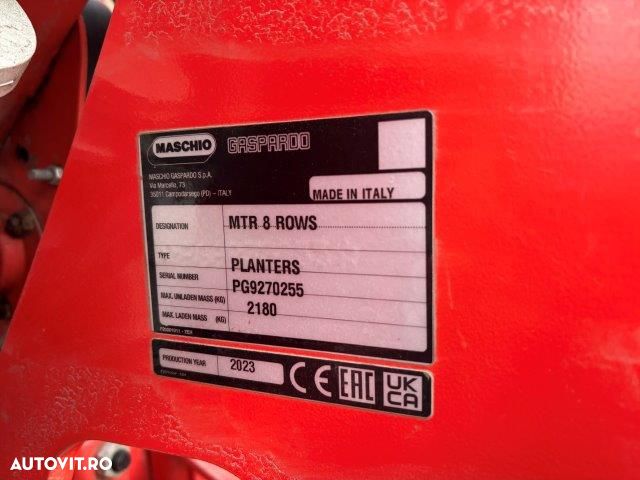 MASCHIO GASPARDO
MASCHIO GASPARDO S.p.A.
Via Marcello, 73
35011 Campodarsego (PD) – ITALY
MADE IN ITALY
DESIGNATION MTR 8 ROWS
TYPE PLANTERS
SERIAL NUMBER PG9270255
MAX. UNLADEN MASS (KG) 2180
MAX. LADEN MASS (KG)
PRODUCTION YEAR 2023 CE EAC UK CA
AUTOVIT.RO